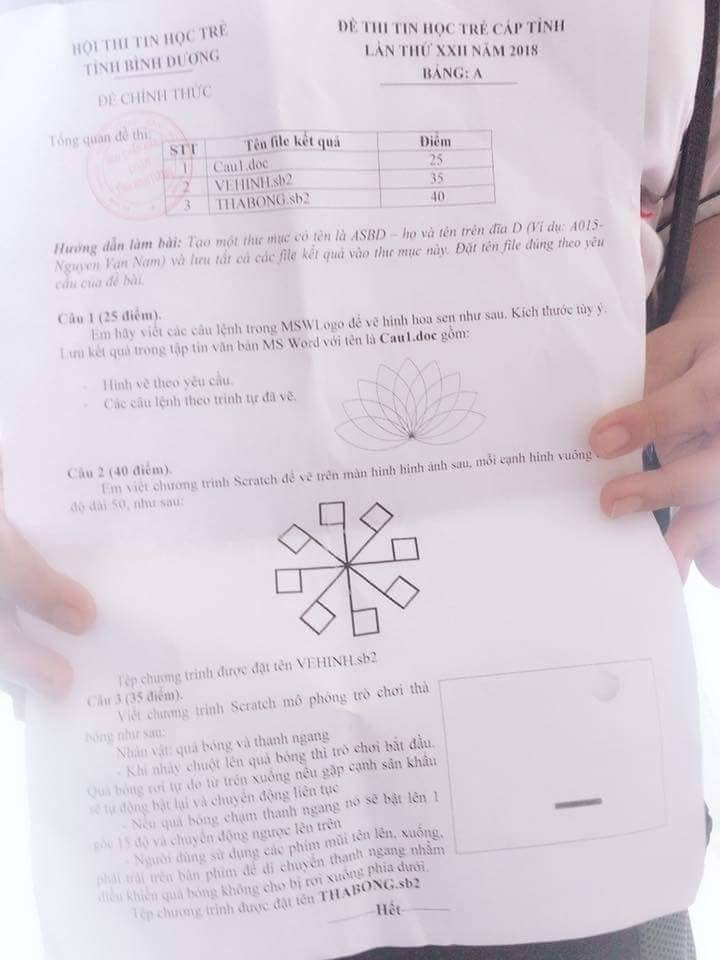 HỘI THI TIN HỌC TRẺ
TỈNH BÌNH DƯƠNG
ĐỀ CHÍNH THỨC
ĐỀ THI TIN HỌC TRẺ CẤP TỈNH
LẦN THỨ XXII NĂM 2018
BẢNG: A
Tổng quan đề thi:
STT Tên file kết quả Điểm
1 Cau1.doc 25
2 VEHINH.sb2 35
3 THABONG.sb2 40
Hướng dẫn làm bài: Tạo một thư mục có tên là ASBD – họ và tên trên đĩa D (Ví dụ: A015-
Nguyen Van Nam) và lưu tất cả các file kết quả vào thư mục này. Đặt tên file đúng theo yêu
cầu của đề bài.
Câu 1 (25 điểm).
Em hãy viết các câu lệnh trong MSWLogo để vẽ hình hoa sen như sau. Kích thước tùy ý.
Lưu kết quả trong tập tin văn bản MS Word với tên là Cau1.doc gồm:
- Hình vẽ theo yêu cầu.
- Các câu lệnh theo trình tự đã vẽ.
Câu 2 (40 điểm).
Em viết chương trình Scratch để vẽ trên màn hình hình ảnh sau, mỗi cạnh hình vuông
độ dài 50, như sau:
Tệp chương trình được đặt tên VEHINH.sb2
Câu 3 (35 điểm).
Viết chương trình Scratch mô phỏng trò chơi thả
bóng như sau:
Nhân vật: quả bóng và thanh ngang
- Khi nháy chuột lên quả bóng thì trò chơi bắt đầu.
Quả bóng rơi tự do từ trên xuống nếu gặp cạnh sân khấu
sẽ tự động bật lại và chuyển động liên tục
- Nếu quả bóng chạm thanh ngang nó sẽ bật lên 1
góc 15 độ và chuyển động ngược lên trên
- Người dùng sử dụng các phím mũi tên lên, xuống,
phải trái trên bàn phím để di chuyển thanh ngang nhằm
điều khiển quả bóng không cho bị rơi xuống phía dưới.
Tệp chương trình được đặt tên THABONG.sb2
Hết